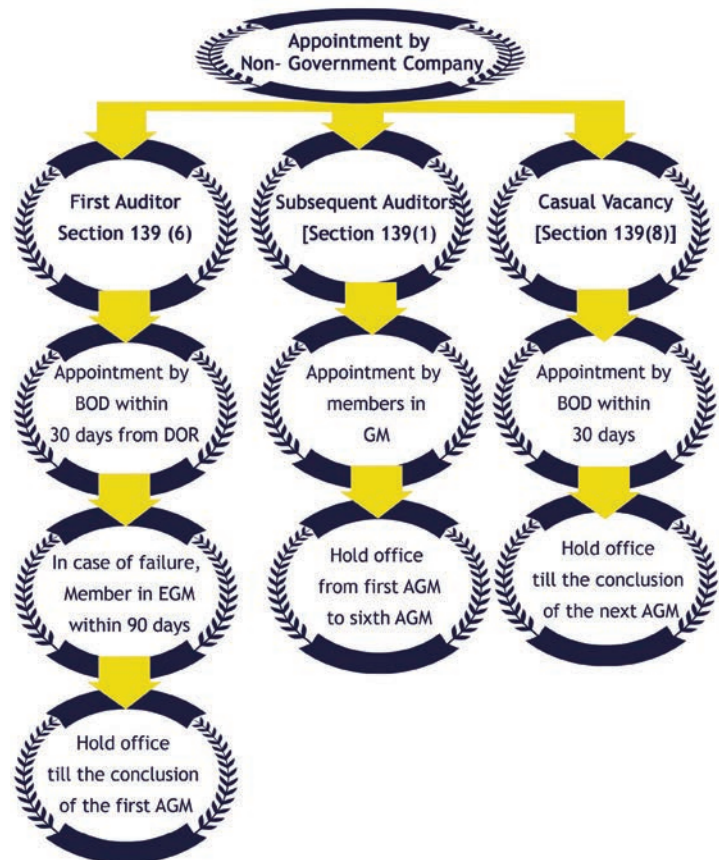 Appointment by
Non- Government Company
First Auditor
Section 139 (6)
Subsequent Auditors
[Section 139(1)
Casual Vacancy
[Section 139(8)]
Appointment by
BOD within
30 days from DOR
Appointment by
members in
GM
Appointment by
BOD within
30 days
In case of failure,
Member in EGM
within 90 days
Hold office
from first AGM
to sixth AGM
Hold office
till the conclusion
of the next AGM
Hold office
till the conclusion
of the first AGM